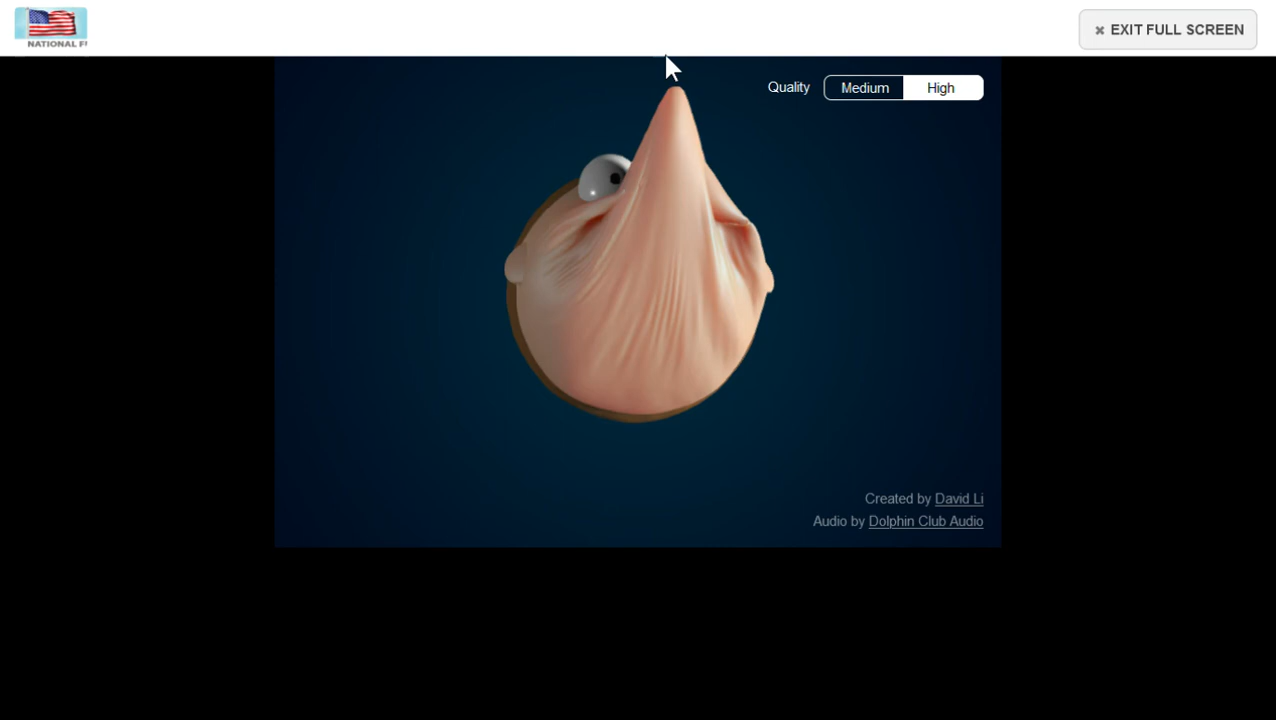 NATIONAL
✖ EXIT FULL SCREEN
Quality Medium High
Created by David Li
Audio by Dolphin Club Audio